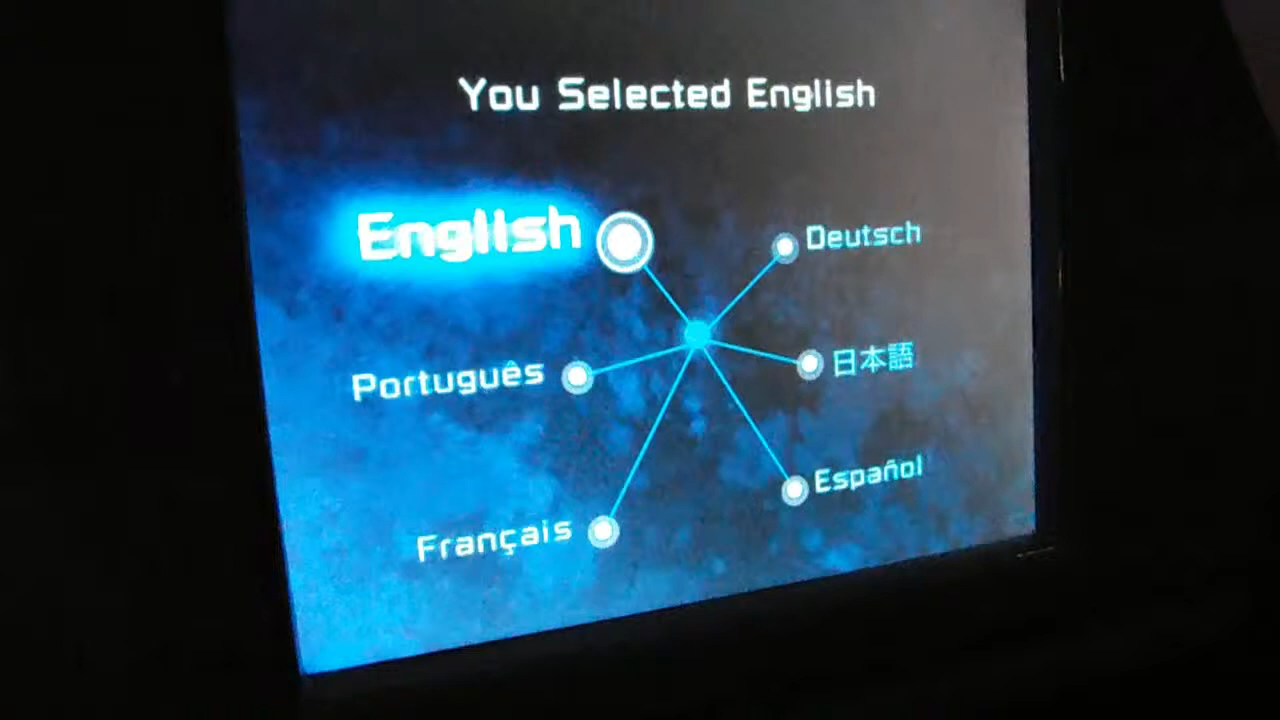 You Selected English
English
Deutsch
Português
日本語
Español
Français